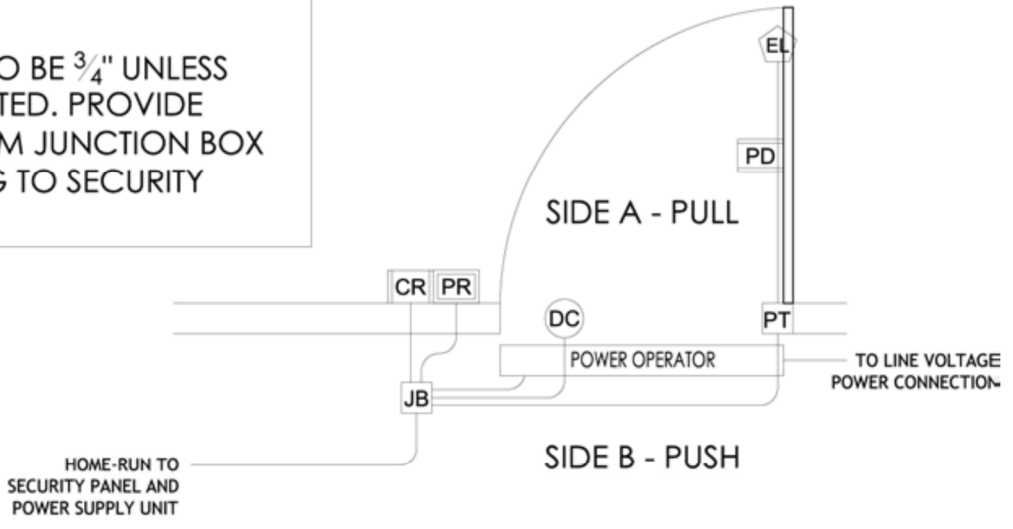 O BE 3/4" UNLESS
TED. PROVIDE
M JUNCTION BOX
G TO SECURITY
EL
PD
SIDE A - PULL
CR PR
DC
PT
POWER OPERATOR
TO LINE VOLTAGE
POWER CONNECTION
JB
SIDE B - PUSH
HOME-RUN TO
SECURITY PANEL AND
POWER SUPPLY UNIT